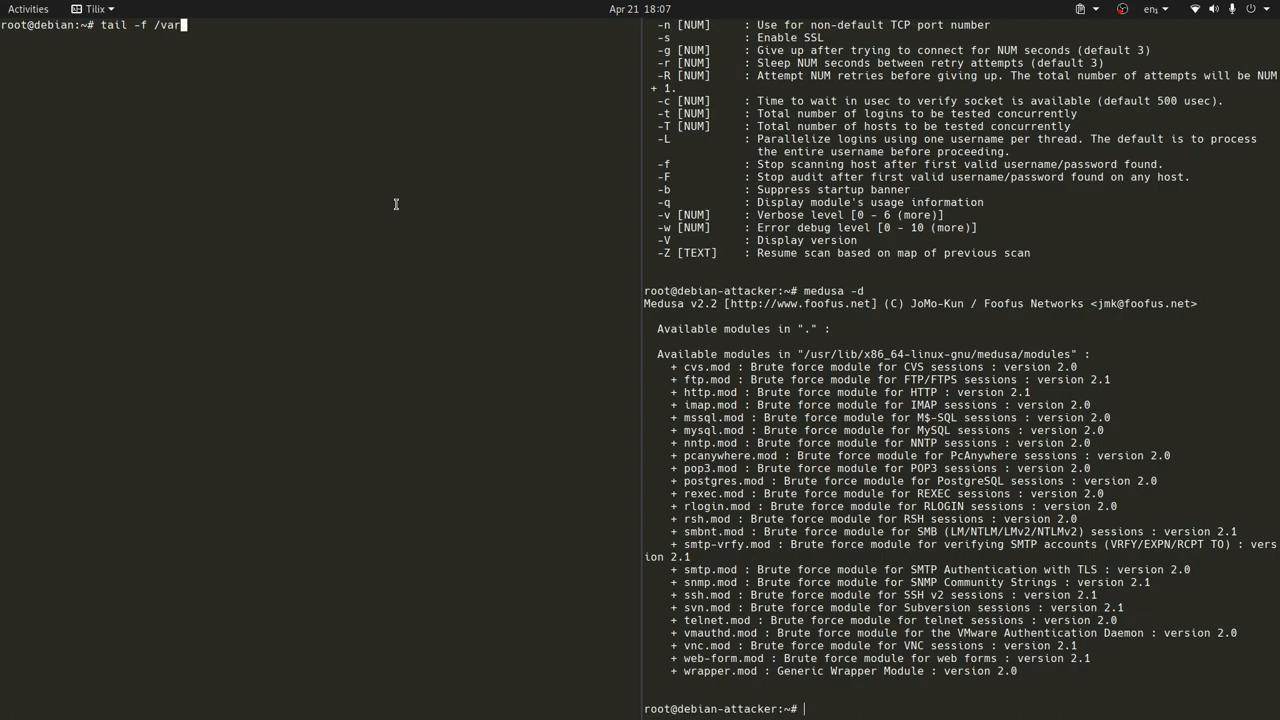 Activities Tilix Apr 21 18:07 en₁
root@debian:~# tail -f /var
-n [NUM] : Use for non-default TCP port number
-s : Enable SSL
-g [NUM] : Give up after trying to connect for NUM seconds (default 3)
-r [NUM] : Sleep NUM seconds between retry attempts (default 3)
-R [NUM] : Attempt NUM retries before giving up. The total number of attempts will be NUM
+ 1.
-c [NUM] : Time to wait in usec to verify socket is available (default 500 usec).
-t [NUM] : Total number of logins to be tested concurrently
-T [NUM] : Total number of hosts to be tested concurrently
-L : Parallelize logins using one username per thread. The default is to process
the entire username before proceeding.
-f : Stop scanning host after first valid username/password found.
-F : Stop audit after first valid username/password found on any host.
-b : Suppress startup banner
-q : Display module's usage information
-v [NUM] : Verbose level [0 - 6 (more)]
-w [NUM] : Error debug level [0 - 10 (more)]
-V : Display version
-Z [TEXT] : Resume scan based on map of previous scan
root@debian-attacker:~# medusa -d
Medusa v2.2 [http://www.foofus.net] (C) JoMo-Kun / Foofus Networks <jmk@foofus.net>
Available modules in "." :
Available modules in "/usr/lib/x86_64-linux-gnu/medusa/modules" :
+ cvs.mod : Brute force module for CVS sessions : version 2.0
+ ftp.mod : Brute force module for FTP/FTPS sessions : version 2.1
+ http.mod : Brute force module for HTTP : version 2.1
+ imap.mod : Brute force module for IMAP sessions : version 2.0
+ mssql.mod : Brute force module for M$-SQL sessions : version 2.0
+ mysql.mod : Brute force module for MySQL sessions : version 2.0
+ nntp.mod : Brute force module for NNTP sessions : version 2.0
+ pcanywhere.mod : Brute force module for PcAnywhere sessions : version 2.0
+ pop3.mod : Brute force module for POP3 sessions : version 2.0
+ postgres.mod : Brute force module for PostgreSQL sessions : version 2.0
+ rexec.mod : Brute force module for REXEC sessions : version 2.0
+ rlogin.mod : Brute force module for RLOGIN sessions : version 2.0
+ rsh.mod : Brute force module for RSH sessions : version 2.0
+ smbnt.mod : Brute force module for SMB (LM/NTLM/LMv2/NTLMv2) sessions : version 2.1
+ smtp-vrfy.mod : Brute force module for verifying SMTP accounts (VRFY/EXPN/RCPT TO) : vers
ion 2.1
+ smtp.mod : Brute force module for SMTP Authentication with TLS : version 2.0
+ snmp.mod : Brute force module for SNMP Community Strings : version 2.1
+ ssh.mod : Brute force module for SSH v2 sessions : version 2.1
+ svn.mod : Brute force module for Subversion sessions : version 2.1
+ telnet.mod : Brute force module for telnet sessions : version 2.0
+ vmauthd.mod : Brute force module for the VMware Authentication Daemon : version 2.0
+ vnc.mod : Brute force module for VNC sessions : version 2.1
+ web-form.mod : Brute force module for web forms : version 2.1
+ wrapper.mod : Generic Wrapper Module : version 2.0
root@debian-attacker:~#